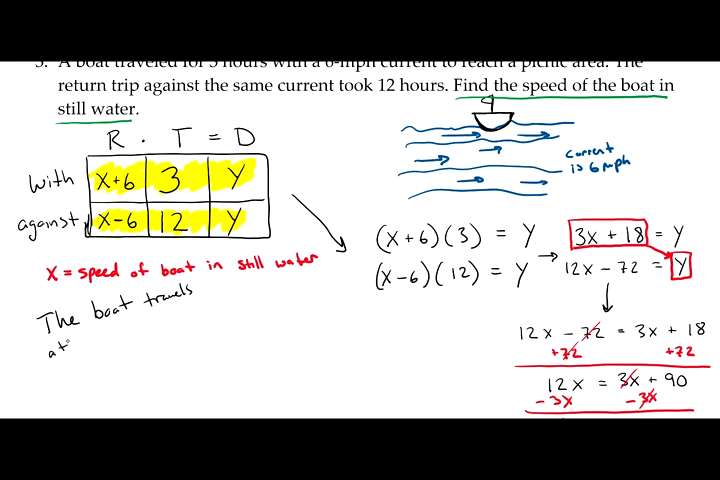 3. A boat traveled for 3 hours with a 6-mph current to reach a picnic area. The
return trip against the same current took 12 hours. Find the speed of the boat in
still water.
R · T = D
with x+6 3 Y
against x-6 12 Y
x = speed of boat in still water
The boat travels
at
current
is 6 mph
(x+6)(3) = Y
(x-6)(12) = Y
3x + 18 = Y
12x - 72 = Y
12x - 72 = 3x + 18
+72 +72
12x = 3x + 90
-3x -3x